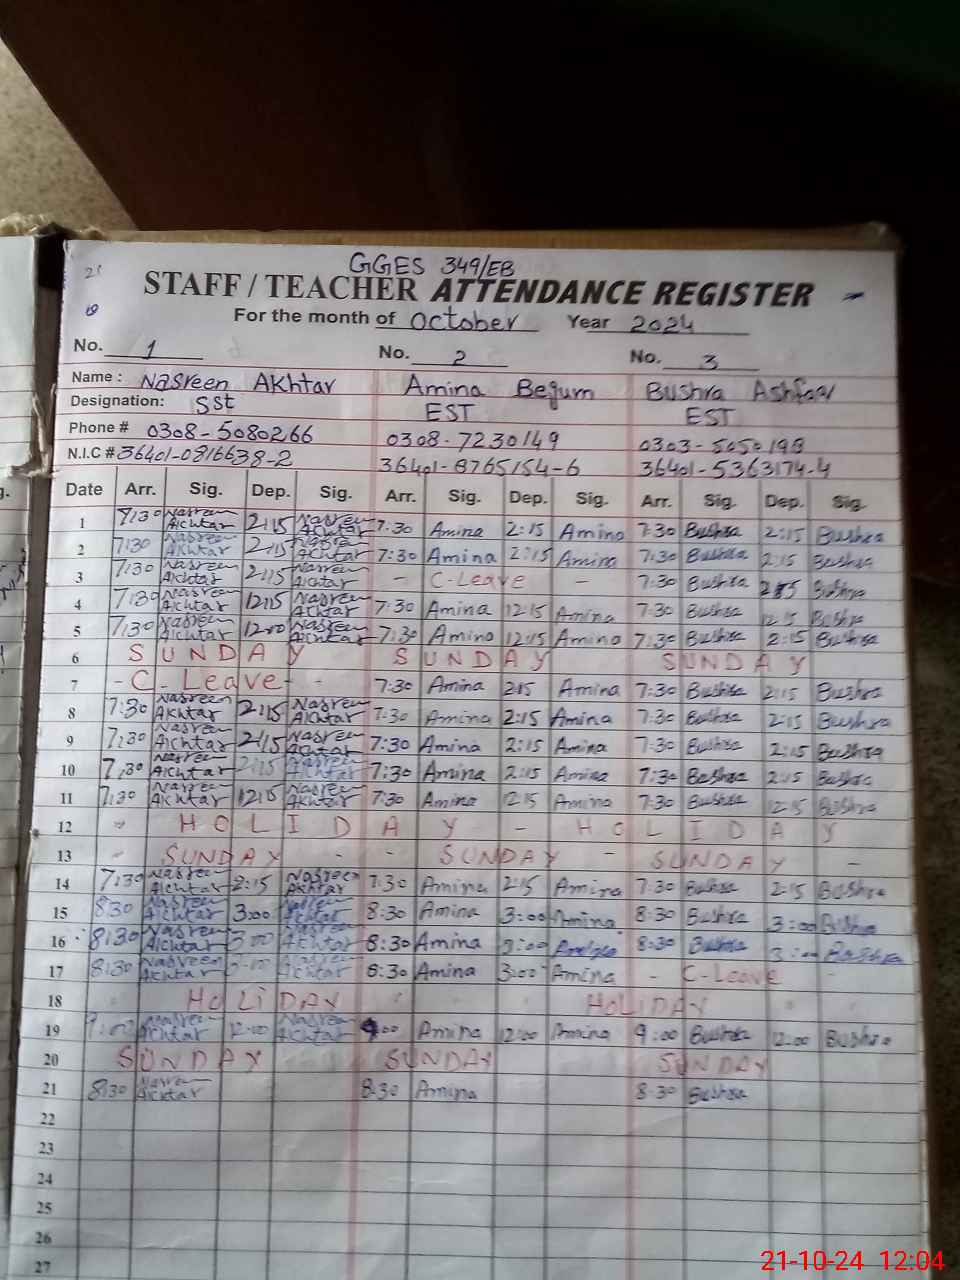 GGES 349/EB
STAFF / TEACHER ATTENDANCE REGISTER
For the month of October Year 2024
No. 1 No. 2 No. 3
Name : Nasreen Akhtar Amina Begum Bushra Ashfaq
Designation: Sst EST EST
Phone # 0308-5080266 0308-7230149 0303-5050198
N.I.C # 36401-0816638-2 36401-8765154-6 36401-5363174-4
Date Arr. Sig. Dep. Sig. Arr. Sig. Dep. Sig. Arr. Sig. Dep. Sig.
1 7:30 Nasreen Akhtar 2:15 Nasreen Akhtar 7:30 Amina 2:15 Amina 7:30 Bushra 2:15 Bushra
2 7:30 Nasreen Akhtar 2:15 Nasreen Akhtar 7:30 Amina 2:15 Amina 7:30 Bushra 2:15 Bushra
3 7:30 Nasreen Akhtar 2:15 Nasreen Akhtar - C-Leave - 7:30 Bushra 2:15 Bushra
4 7:30 Nasreen Akhtar 12:15 Nasreen Akhtar 7:30 Amina 12:15 Amina 7:30 Bushra 12:15 Bushra
5 7:30 Nasreen Akhtar 12:00 Nasreen Akhtar 7:30 Amina 12:15 Amina 7:30 Bushra 2:15 Bushra
6 SUNDAY SUNDAY SUNDAY
7 - C - Leave - - 7:30 Amina 2:15 Amina 7:30 Bushra 2:15 Bushra
8 7:30 Nasreen Akhtar 2:15 Nasreen Akhtar 7:30 Amina 2:15 Amina 7:30 Bushra 2:15 Bushra
9 7:30 Nasreen Akhtar 2:15 Nasreen Akhtar 7:30 Amina 2:15 Amina 7:30 Bushra 2:15 Bushra
10 7:30 Nasreen Akhtar 2:15 Nasreen Akhtar 7:30 Amina 2:15 Amina 7:30 Bushra 2:15 Bushra
11 7:30 Nasreen Akhtar 12:15 Nasreen Akhtar 7:30 Amina 12:15 Amina 7:30 Bushra 12:15 Bushra
12 HOLIDAY - HOLIDAY
13 - SUNDAY - - SUNDAY - SUNDAY -
14 7:30 Nasreen Akhtar 2:15 Nasreen Akhtar 7:30 Amina 2:15 Amina 7:30 Bushra 2:15 Bushra
15 8:30 Nasreen Akhtar 3:00 Nasreen Akhtar 8:30 Amina 3:00 Amina 8:30 Bushra 3:00 Bushra
16 8:30 Nasreen Akhtar 3:00 Nasreen Akhtar 8:30 Amina 3:00 8:30 Bushra 3:00 Bushra
17 8:30 Nasreen Akhtar 3:00 Nasreen Akhtar 8:30 Amina 3:00 Amina - C-Leave -
18 HOLIDAY HOLIDAY
19 9:00 Nasreen Akhtar 12:00 Nasreen Akhtar 9:00 Amina 12:00 Amina 9:00 Bushra 12:00 Bushra
20 SUNDAY SUNDAY SUNDAY
21 8:30 Nasreen Akhtar 8:30 Amina 8:30 Bushra
22
23
24
25
26
27
21-10-24 12:04